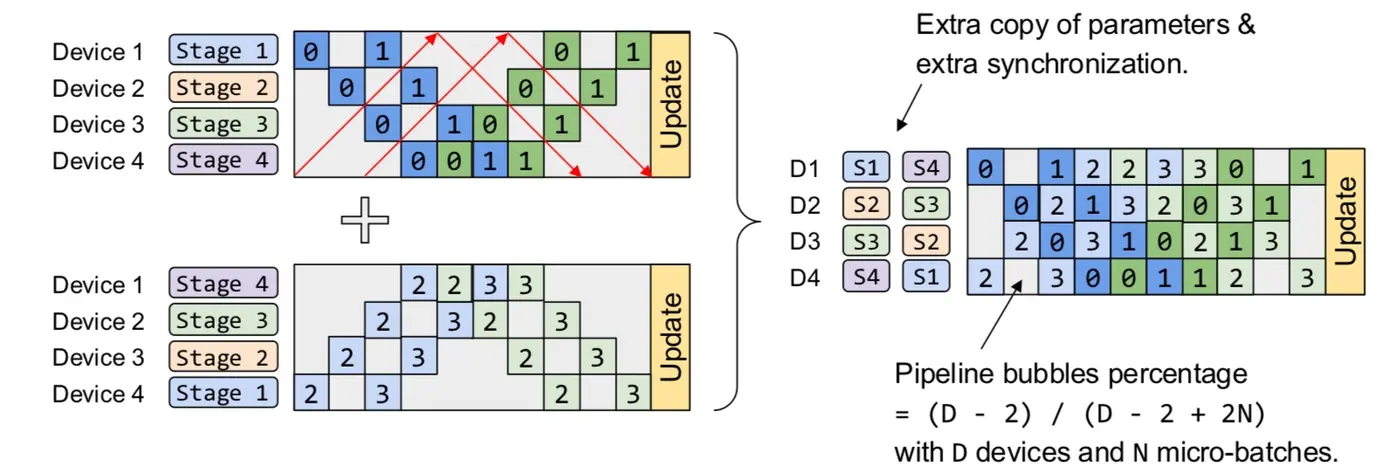 Device 1 Stage 1 0 1 0 1
Device 2 Stage 2 0 1 0 1
Device 3 Stage 3 0 1 0 1
Device 4 Stage 4 0 0 1 1
Update
Device 1 Stage 4 2 2 3 3
Device 2 Stage 3 2 3 2 3
Device 3 Stage 2 2 3 2 3
Device 4 Stage 1 2 3 2 3
Update
Extra copy of parameters &
extra synchronization.
D1 S1 S4 0 1 2 2 3 3 0 1
D2 S2 S3 0 2 1 3 2 0 3 1
D3 S3 S2 2 0 3 1 0 2 1 3
D4 S4 S1 2 3 0 0 1 1 2 3
Update
Pipeline bubbles percentage
= (D - 2) / (D - 2 + 2N)
with D devices and N micro-batches.